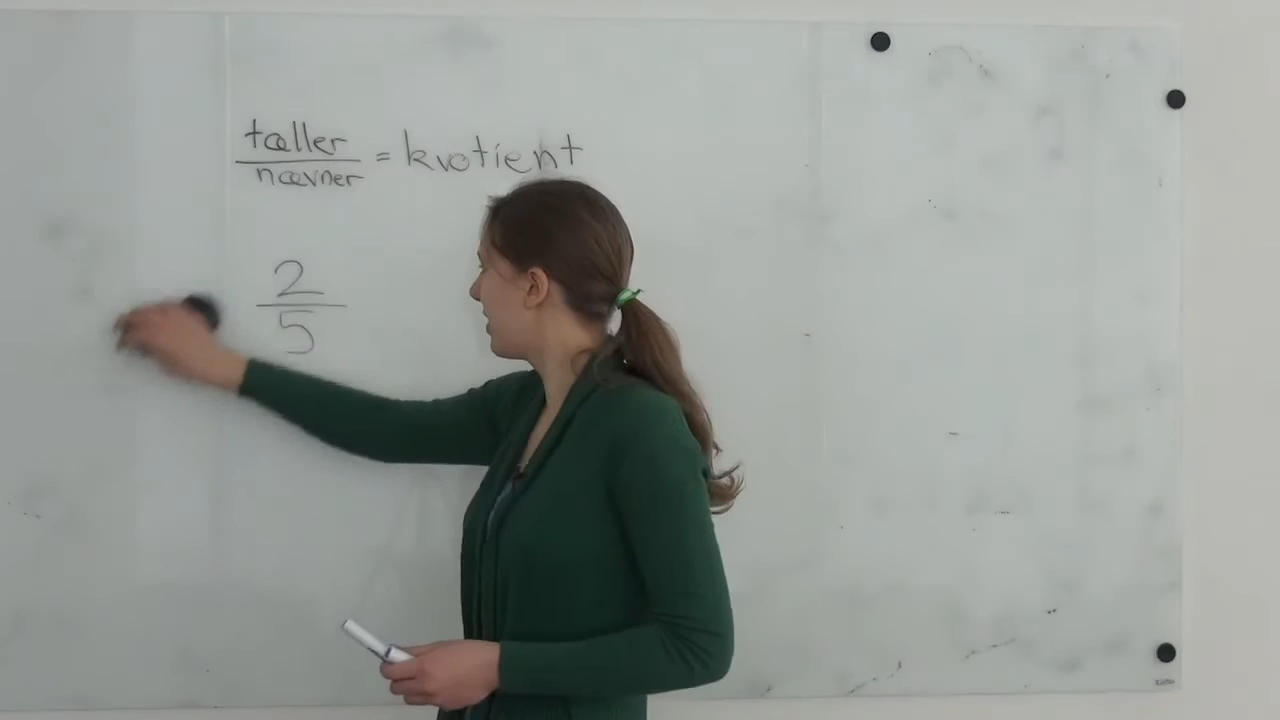 tæller
nævner
= kvotient
2
5